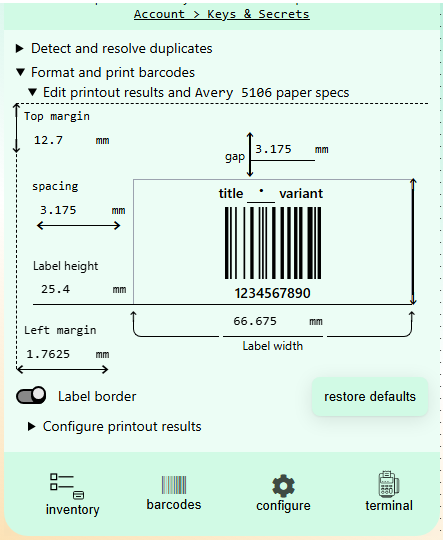 Account > Keys & Secrets
Detect and resolve duplicates
Format and print barcodes
Edit printout results and Avery 5106 paper specs
Top margin
12.7 mm
gap 3.175 mm
spacing
3.175 mm
title - variant
1234567890
Label height
25.4 mm
66.675 mm
Label width
Left margin
1.7625 mm
Label border
restore defaults
Configure printout results
inventory barcodes configure terminal